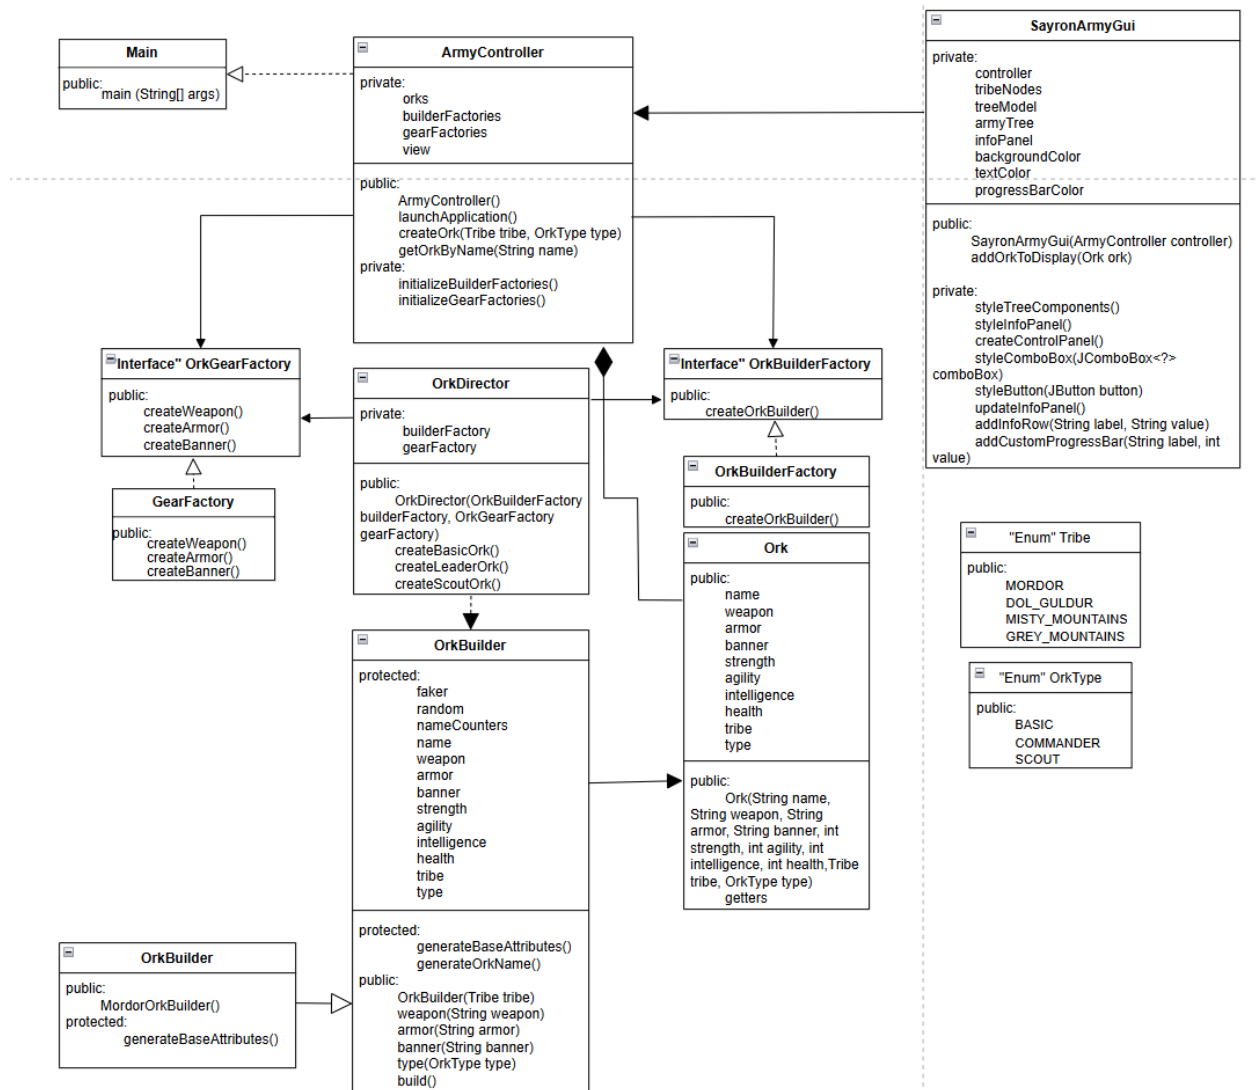 Main
public:
main (String[] args)
ArmyController
private:
orks
builderFactories
gearFactories
view
public:
ArmyController()
launchApplication()
createOrk(Tribe tribe, OrkType type)
getOrkByName(String name)
private:
initializeBuilderFactories()
initializeGearFactories()
SayronArmyGui
private:
controller
tribeNodes
treeModel
armyTree
infoPanel
backgroundColor
textColor
progressBarColor
public:
SayronArmyGui(ArmyController controller)
addOrkToDisplay(Ork ork)
private:
styleTreeComponents()
styleInfoPanel()
createControlPanel()
styleComboBox(JComboBox<?>
comboBox)
styleButton(JButton button)
updateInfoPanel()
addInfoRow(String label, String value)
addCustomProgressBar(String label, int
value)
Interface" OrkGearFactory
public:
createWeapon()
createArmor()
createBanner()
GearFactory
public:
createWeapon()
createArmor()
createBanner()
OrkDirector
private:
builderFactory
gearFactory
public:
OrkDirector(OrkBuilderFactory
builderFactory, OrkGearFactory
gearFactory)
createBasicOrk()
createLeaderOrk()
createScoutOrk()
Interface" OrkBuilderFactory
public:
createOrkBuilder()
OrkBuilderFactory
public:
createOrkBuilder()
Ork
public:
name
weapon
armor
banner
strength
agility
intelligence
health
tribe
type
public:
Ork(String name,
String weapon, String
armor, String banner, int
strength, int agility, int
intelligence, int health,Tribe
tribe, OrkType type)
getters
"Enum" Tribe
public:
MORDOR
DOL_GULDUR
MISTY_MOUNTAINS
GREY_MOUNTAINS
"Enum" OrkType
public:
BASIC
COMMANDER
SCOUT
OrkBuilder
protected:
faker
random
nameCounters
name
weapon
armor
banner
strength
agility
intelligence
health
tribe
type
protected:
generateBaseAttributes()
generateOrkName()
public:
OrkBuilder(Tribe tribe)
weapon(String weapon)
armor(String armor)
banner(String banner)
type(OrkType type)
build()
OrkBuilder
public:
MordorOrkBuilder()
protected:
generateBaseAttributes()